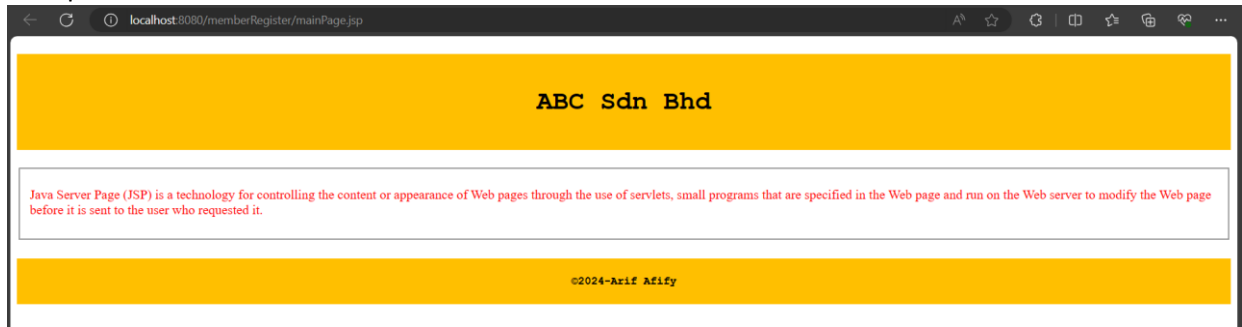 localhost:8080/memberRegister/mainPage.jsp
ABC Sdn Bhd
Java Server Page (JSP) is a technology for controlling the content or appearance of Web pages through the use of servlets, small programs that are specified in the Web page and run on the Web server to modify the Web page
before it is sent to the user who requested it.
©2024-Arif Afify